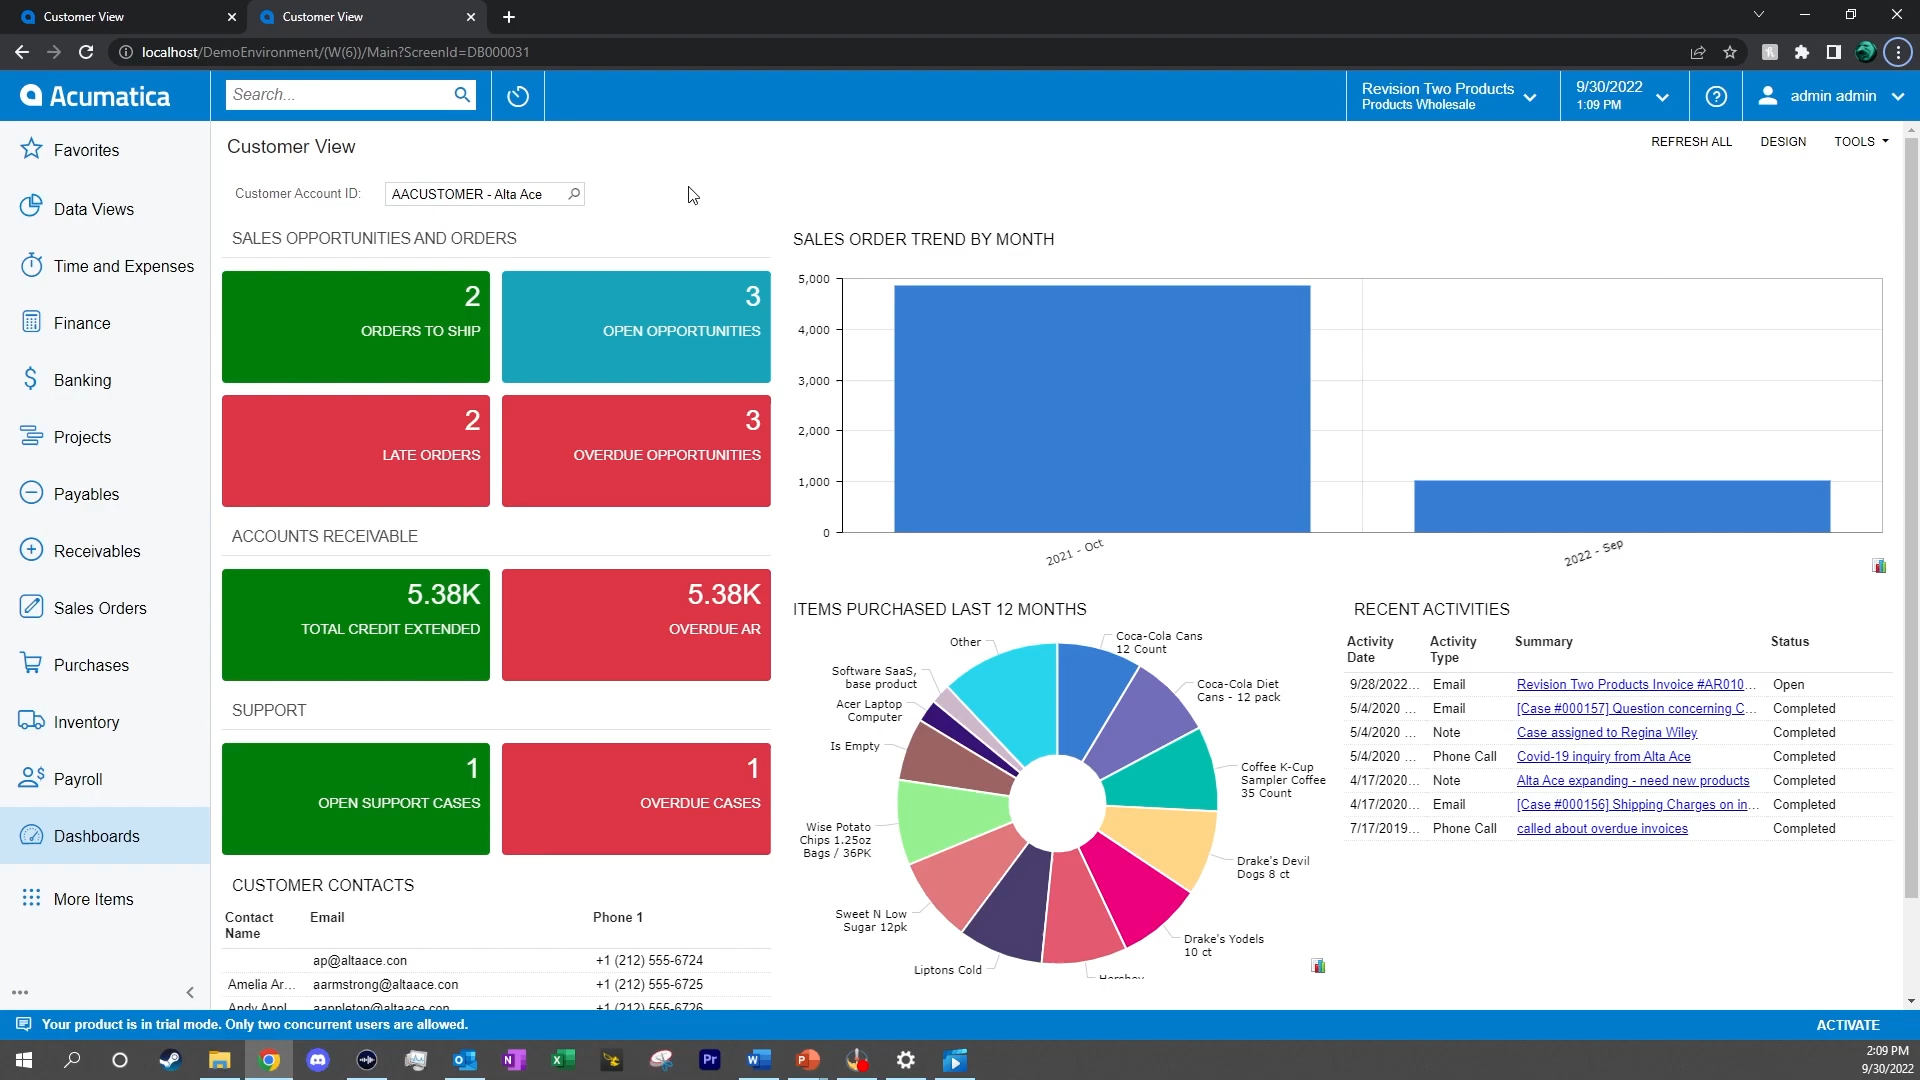 Customer View
Customer View
localhost/DemoEnvironment/(W(6))/Main?ScreenId=DB000031
Acumatica
Search...
Revision Two Products
Products Wholesale
9/30/2022
1:09 PM
admin admin
Favorites
Data Views
Time and Expenses
Finance
Banking
Projects
Payables
Receivables
Sales Orders
Purchases
Inventory
Payroll
Dashboards
More Items
Customer View
REFRESH ALL
DESIGN
TOOLS
Customer Account ID:
AACUSTOMER - Alta Ace
SALES OPPORTUNITIES AND ORDERS
2
ORDERS TO SHIP
3
OPEN OPPORTUNITIES
2
LATE ORDERS
3
OVERDUE OPPORTUNITIES
ACCOUNTS RECEIVABLE
5.38K
TOTAL CREDIT EXTENDED
5.38K
OVERDUE AR
SUPPORT
1
OPEN SUPPORT CASES
1
OVERDUE CASES
CUSTOMER CONTACTS
Contact Name Email Phone 1
ap@altaace.con +1 (212) 555-6724
Amelia Ar... aarmstrong@altaace.con +1 (212) 555-6725
Andy Appl... aappleton@altaace.con +1 (212) 555-6726
SALES ORDER TREND BY MONTH
5,000
4,000
3,000
2,000
1,000
0
2021 - Oct
2022 - Sep
ITEMS PURCHASED LAST 12 MONTHS
Other
Coca-Cola Cans
12 Count
Software SaaS,
base product
Coca-Cola Diet
Cans - 12 pack
Acer Laptop
Computer
Is Empty
Coffee K-Cup
Sampler Coffee
35 Count
Wise Potato
Chips 1.25oz
Bags / 36PK
Drake's Devil
Dogs 8 ct
Sweet N Low
Sugar 12pk
Drake's Yodels
10 ct
Liptons Cold
Hershey
RECENT ACTIVITIES
Activity Date Activity Type Summary Status
9/28/2022... Email Revision Two Products Invoice #AR010... Open
5/4/2020 ... Email [Case #000157] Question concerning C... Completed
5/4/2020 ... Note Case assigned to Regina Wiley Completed
5/4/2020 ... Phone Call Covid-19 inquiry from Alta Ace Completed
4/17/2020... Note Alta Ace expanding - need new products Completed
4/17/2020... Email [Case #000156] Shipping Charges on in... Completed
7/17/2019... Phone Call called about overdue invoices Completed
Your product is in trial mode. Only two concurrent users are allowed.
ACTIVATE
2:09 PM
9/30/2022